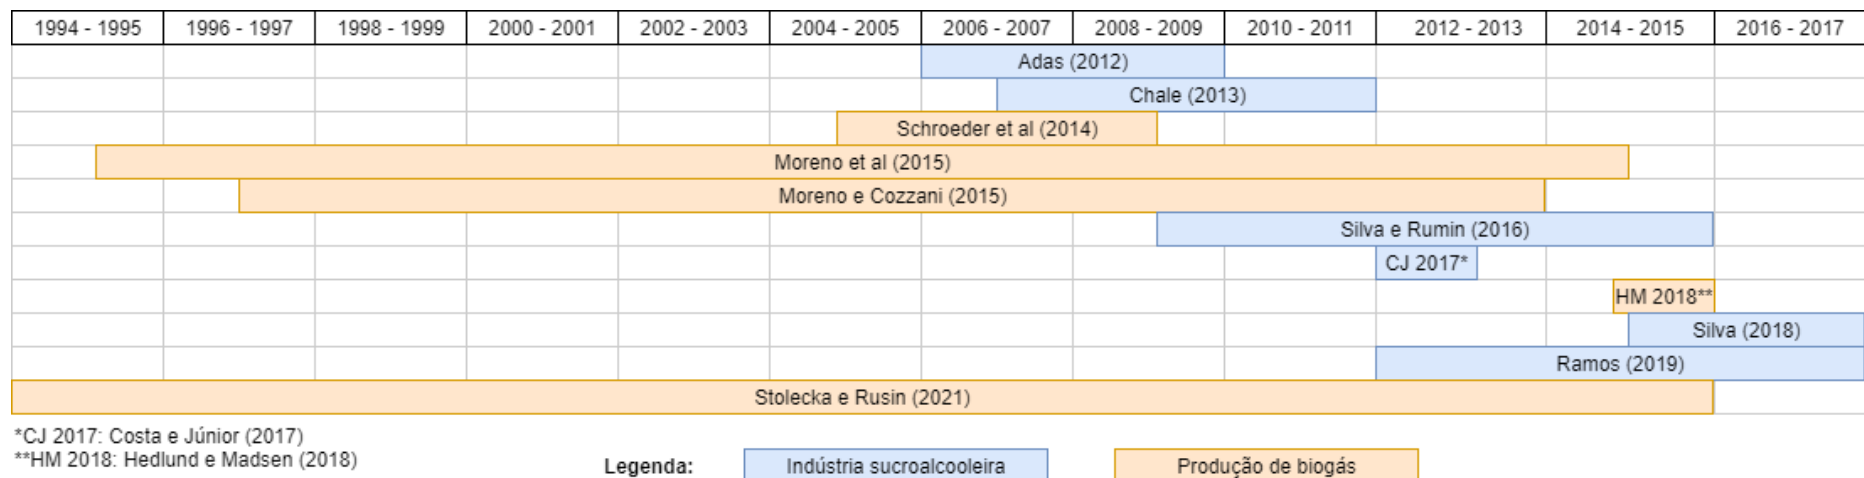 1994 - 1995 1996 - 1997 1998 - 1999 2000 - 2001 2002 - 2003 2004 - 2005 2006 - 2007 2008 - 2009 2010 - 2011 2012 - 2013 2014 - 2015 2016 - 2017
Adas (2012)
Chale (2013)
Schroeder et al (2014)
Moreno et al (2015)
Moreno e Cozzani (2015)
Silva e Rumin (2016)
CJ 2017*
HM 2018**
Silva (2018)
Ramos (2019)
Stolecka e Rusin (2021)
*CJ 2017: Costa e Júnior (2017)
**HM 2018: Hedlund e Madsen (2018)
Legenda: Indústria sucroalcooleira Produção de biogás